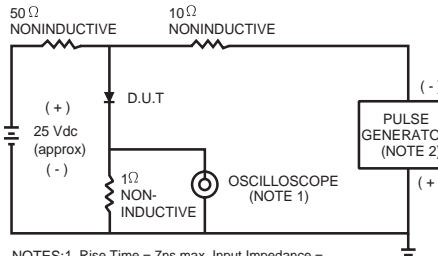 50Ω
NONINDUCTIVE
10Ω
NONINDUCTIVE
(+)
25 Vdc
(approx)
(-)
D.U.T
1Ω
NON-
INDUCTIVE
OSCILLOSCOPE
(NOTE 1)
(-)
PULSE
GENERATO
(NOTE 2)
(+
NOTES:1. Rise Time = 7ns max. Input Impedance =